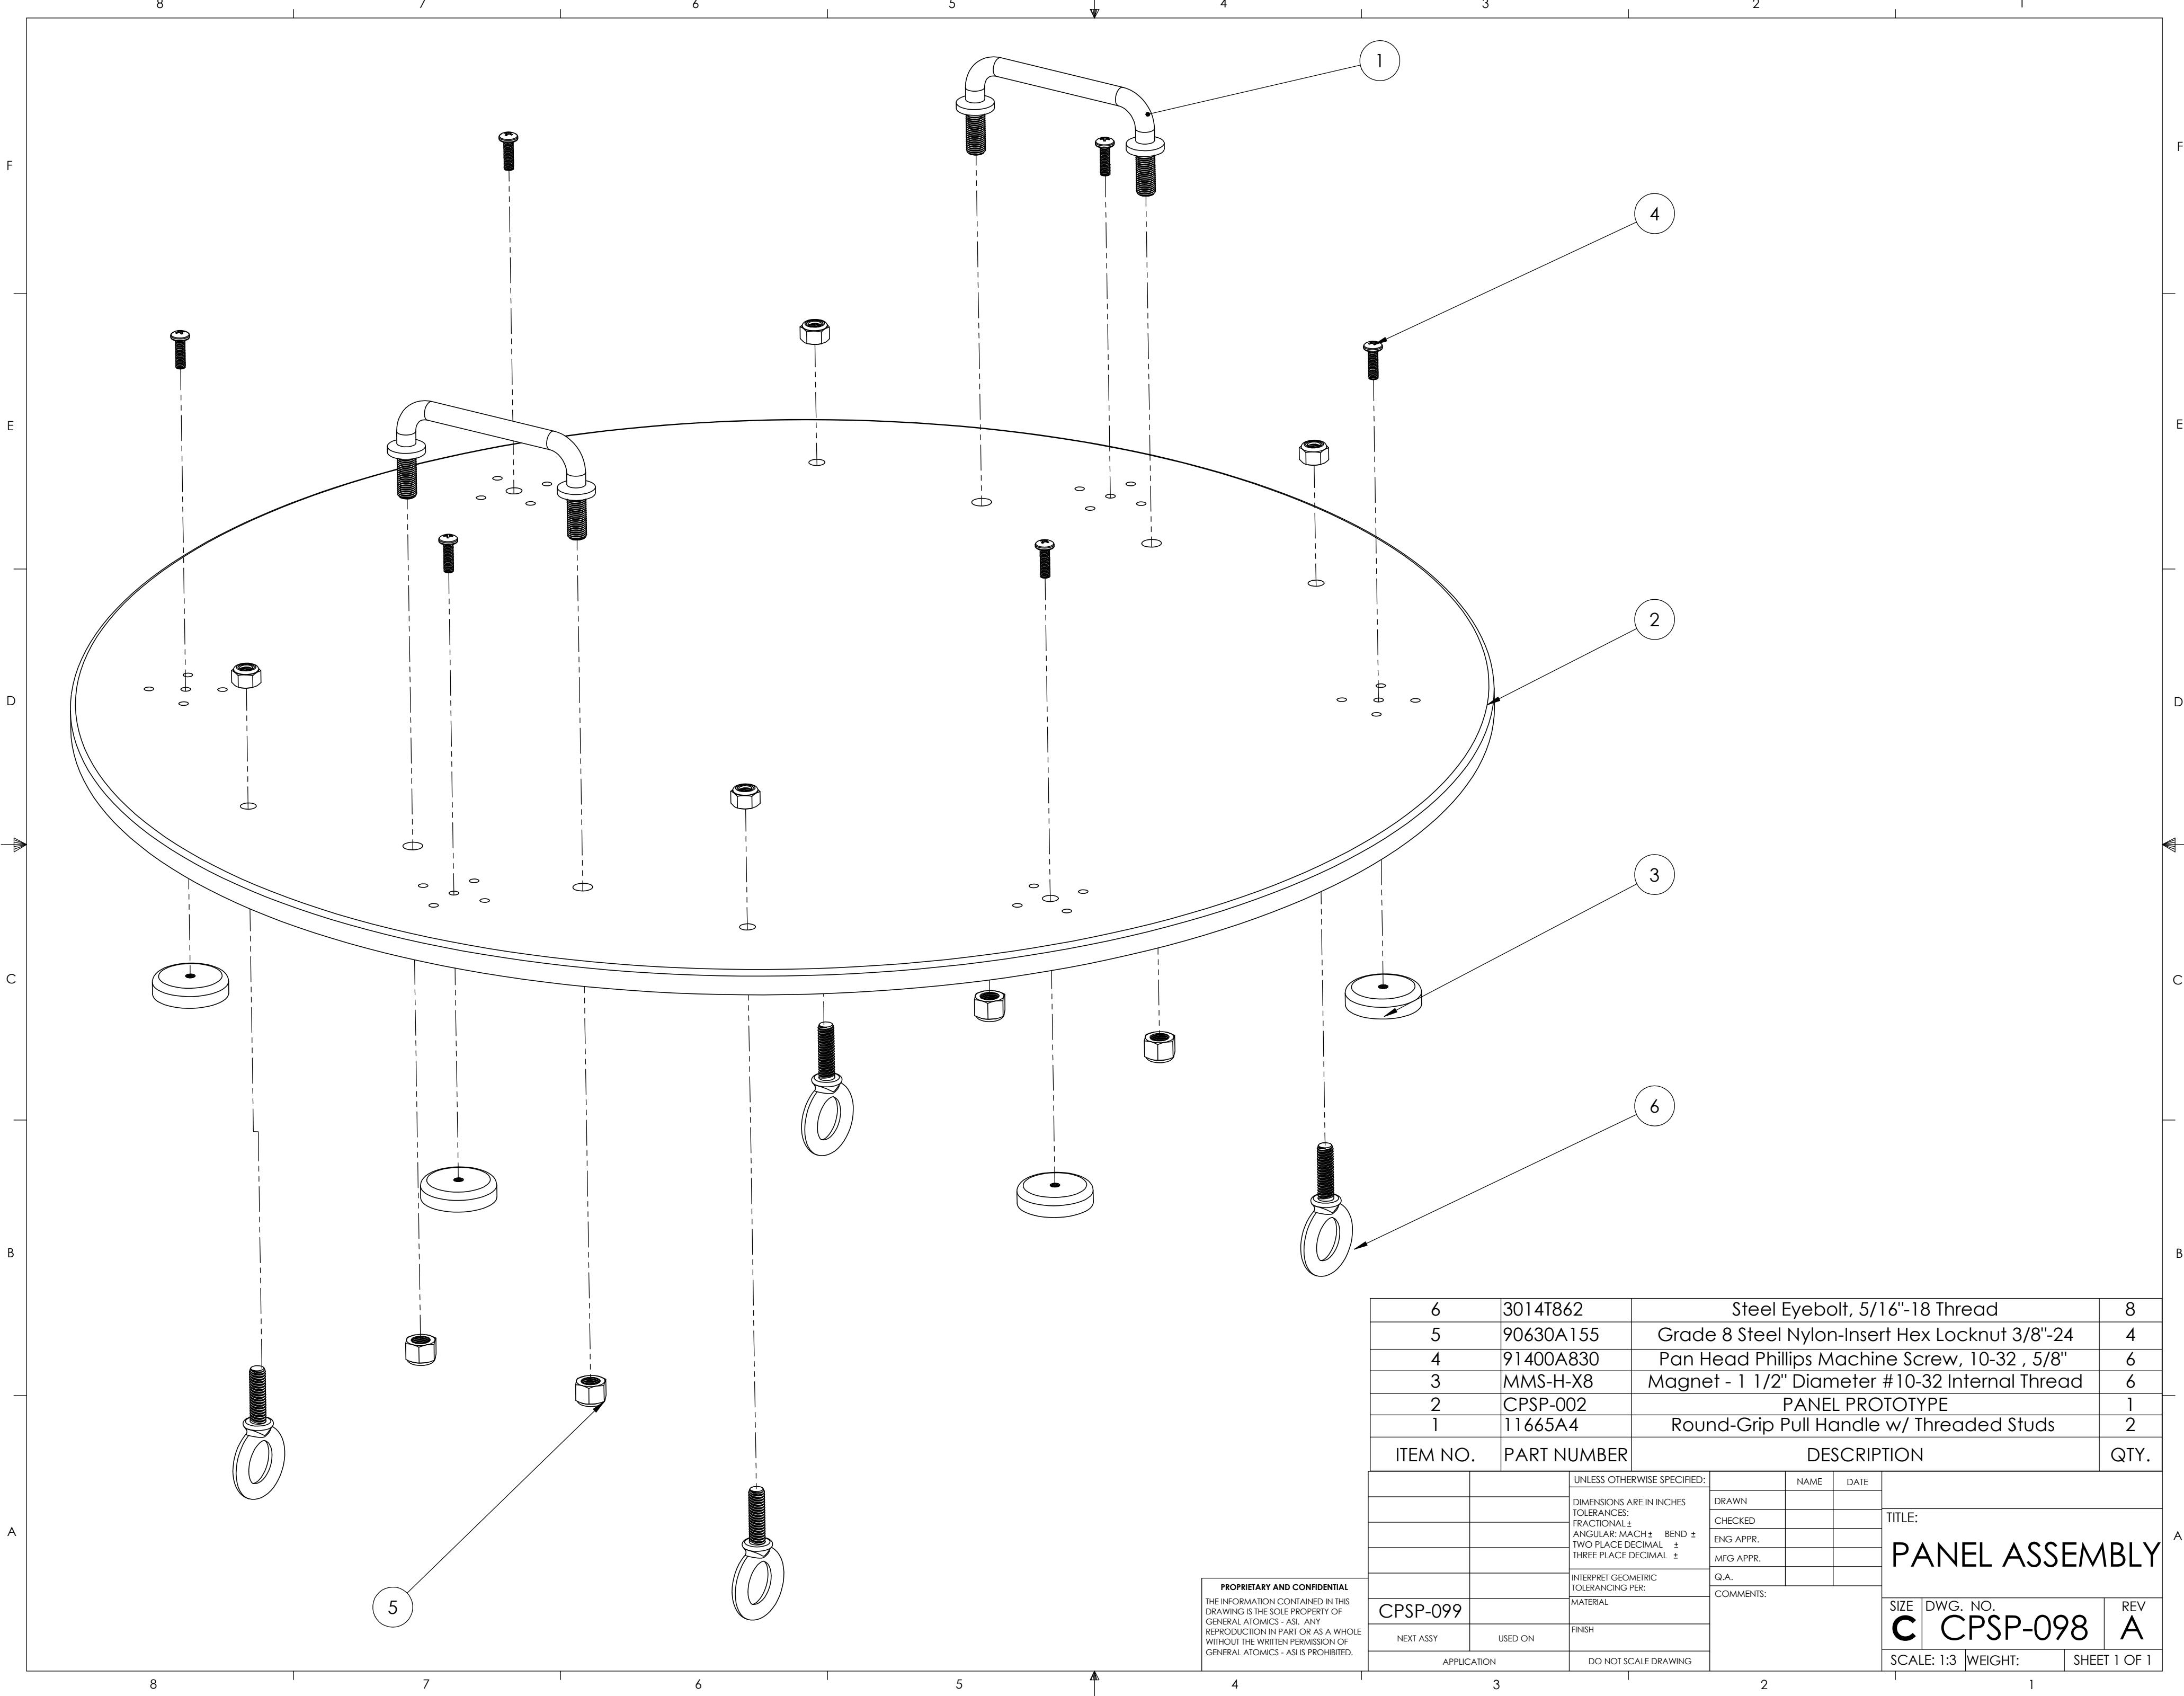 8 7 6 5 4 3 2 1
F F
E E
D D
C C
B B
A A
1
4
2
3
6
5
6 3014T862 Steel Eyebolt, 5/16"-18 Thread 8
5 90630A155 Grade 8 Steel Nylon-Insert Hex Locknut 3/8"-24 4
4 91400A830 Pan Head Phillips Machine Screw, 10-32 , 5/8" 6
3 MMS-H-X8 Magnet - 1 1/2" Diameter #10-32 Internal Thread 6
2 CPSP-002 PANEL PROTOTYPE 1
1 11665A4 Round-Grip Pull Handle w/ Threaded Studs 2
ITEM NO. PART NUMBER DESCRIPTION QTY.
PROPRIETARY AND CONFIDENTIAL
THE INFORMATION CONTAINED IN THIS
DRAWING IS THE SOLE PROPERTY OF
GENERAL ATOMICS - ASI. ANY
REPRODUCTION IN PART OR AS A WHOLE
WITHOUT THE WRITTEN PERMISSION OF
GENERAL ATOMICS - ASI IS PROHIBITED.
CPSP-099
NEXT ASSY USED ON
APPLICATION
UNLESS OTHERWISE SPECIFIED:
DIMENSIONS ARE IN INCHES
TOLERANCES:
FRACTIONAL ±
ANGULAR: MACH ± BEND ±
TWO PLACE DECIMAL ±
THREE PLACE DECIMAL ±
INTERPRET GEOMETRIC
TOLERANCING PER:
MATERIAL
FINISH
DO NOT SCALE DRAWING
NAME DATE
DRAWN
CHECKED
ENG APPR.
MFG APPR.
Q.A.
COMMENTS:
TITLE:
PANEL ASSEMBLY
SIZE DWG. NO. REV
C CPSP-098 A
SCALE: 1:3 WEIGHT: SHEET 1 OF 1
8 7 6 5 4 3 2 1